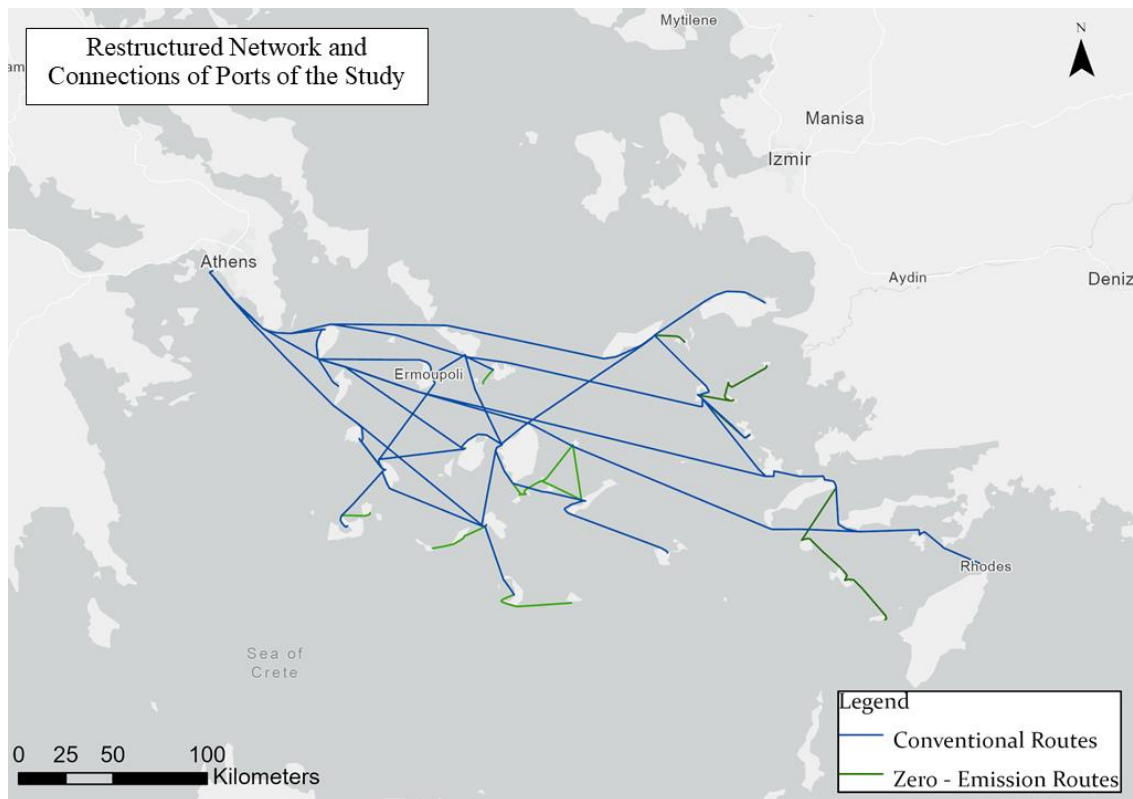 Restructured Network and
Connections of Ports of the Study
Mytilene
N
Manisa
Izmir
Athens
Aydin
Deniz
Ermoupoli
Rhodes
Sea of
Crete
0 25 50 100
Kilometers
Legend
Conventional Routes
Zero - Emission Routes